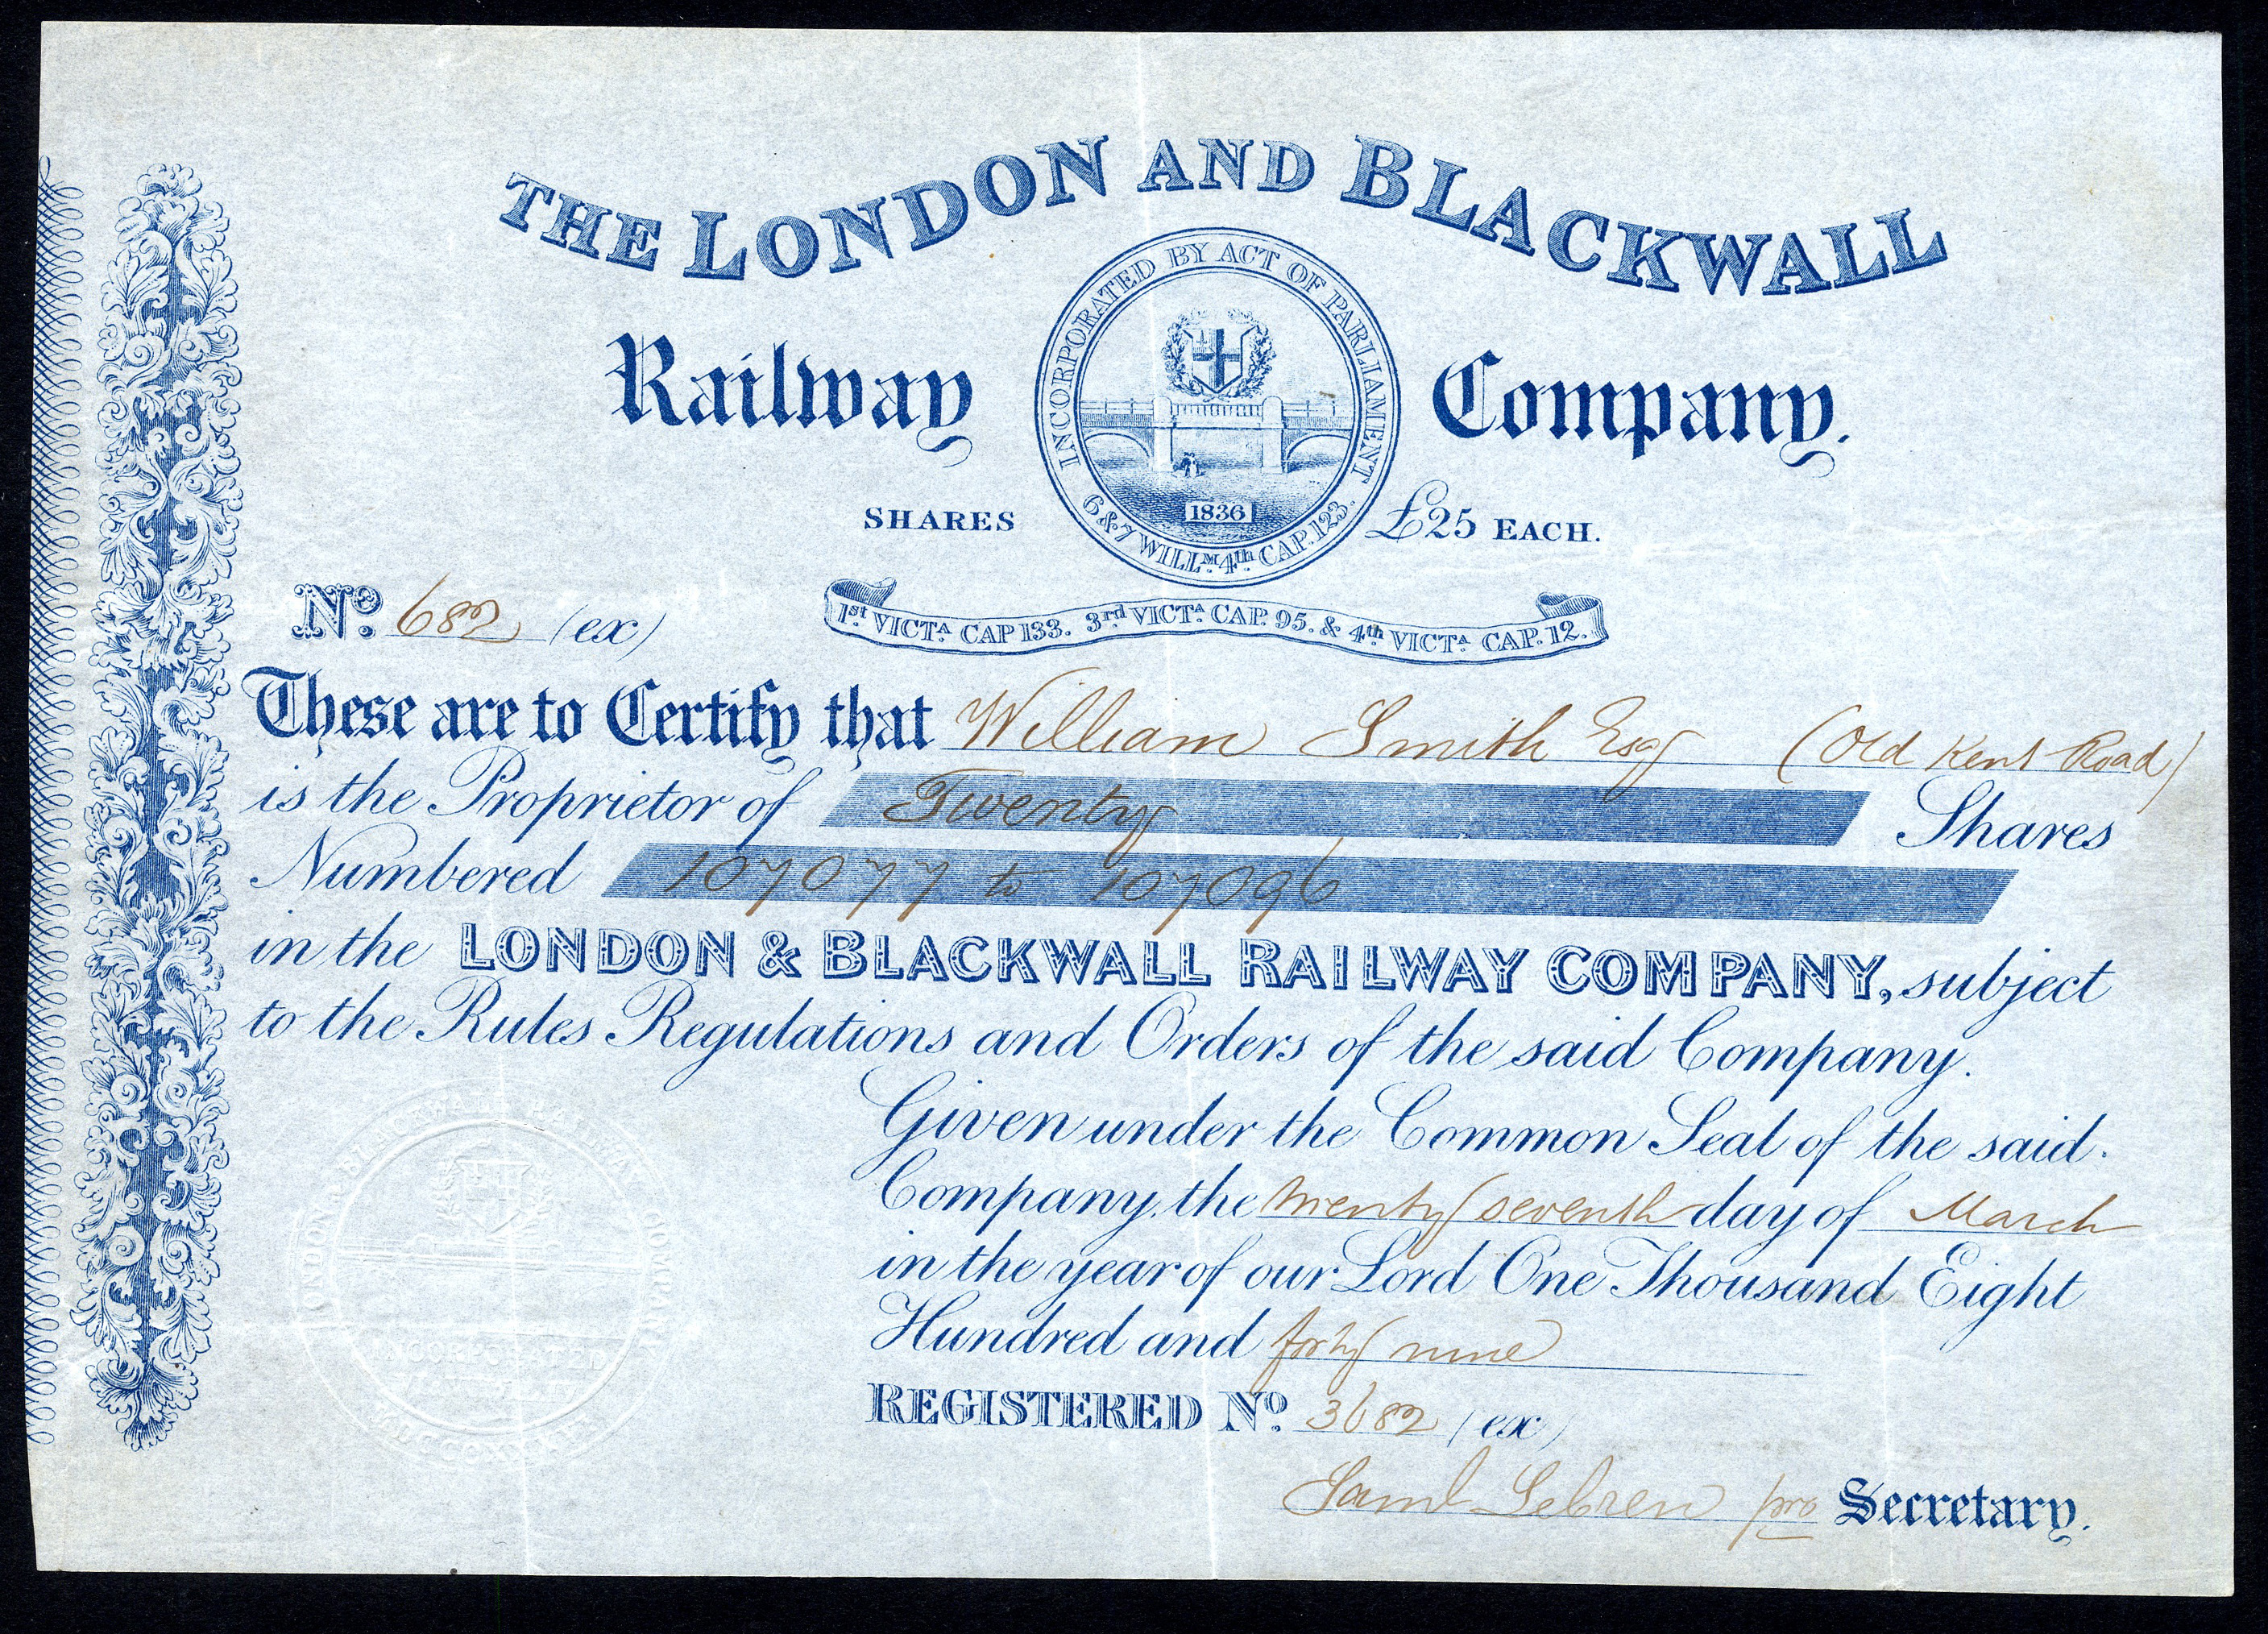 THE LONDON AND BLACKWALL
Railway Company.
INCORPORATED BY ACT OF PARLIAMENT
6 & 7 WILLM. 4th. CAP. 123.
1836
SHARES £25 EACH.
1st. VICTA. CAP 133. 3rd VICTA. CAP. 95. & 4th VICTA. CAP. 12.
No. 682 (ex)
These are to Certify that William Smith Esqr (Old Kent Road)
is the Proprietor of Twenty Shares
Numbered 107077 to 107096
in the LONDON & BLACKWALL RAILWAY COMPANY, subject
to the Rules Regulations and Orders of the said Company.
Given under the Common Seal of the said
Company, the twenty seventh day of March
in the year of our Lord One Thousand Eight
Hundred and forty nine
REGISTERED No. 3682 (ex)
Saml pro Secretary.